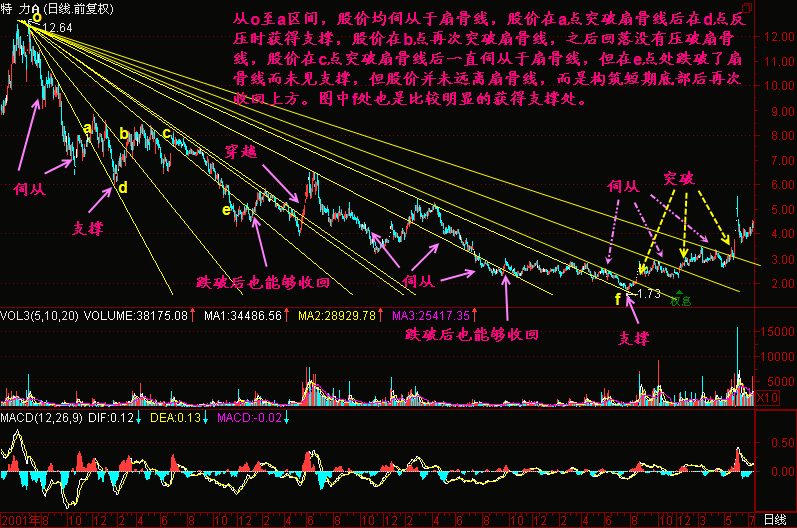 特 力A (日线.前复权)
o
12.64
从o至a区间，股价均伺从于扇骨线，股价在a点突破扇骨线后在d点反
压时获得支撑，股价在b点再次突破扇骨线，之后回落没有压破扇骨
线，股价在c点突破扇骨线后一直伺从于扇骨线，但在e点处跌破了扇
骨线而未见支撑，但股价并未远离扇骨线，而是构筑短期底部后再次
收回上方。图中f处也是比较明显的获得支撑处。
12.00
11.00
10.00
9.00
8.00
7.00
6.00
5.00
4.00
3.00
2.00
a
b
c
d
e
f
伺从
支撑
穿越
跌破后也能够收回
伺从
跌破后也能够收回
伺从
突破
1.73
权息
支撑
VOL3(5,10,20) VOLUME:38175.08↑ MA1:34486.56↑ MA2:28929.78↑ MA3:25417.35↑
15000
10000
5000
X10
MACD(12,26,9) DIF:0.12↓ DEA:0.13↓ MACD:-0.02↓
0.50
0.00
2001年8 10 12 2 4 6 8 10 12 2 4 6 8 10 12 2 4 6 8 10 12 2 4 6 8 10 12 3 6 7
日线